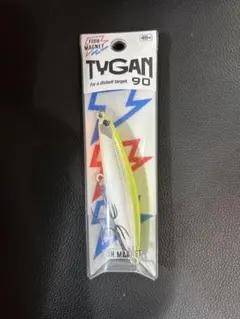 FISH
MAGNET
TYGAN
for a distant target
90